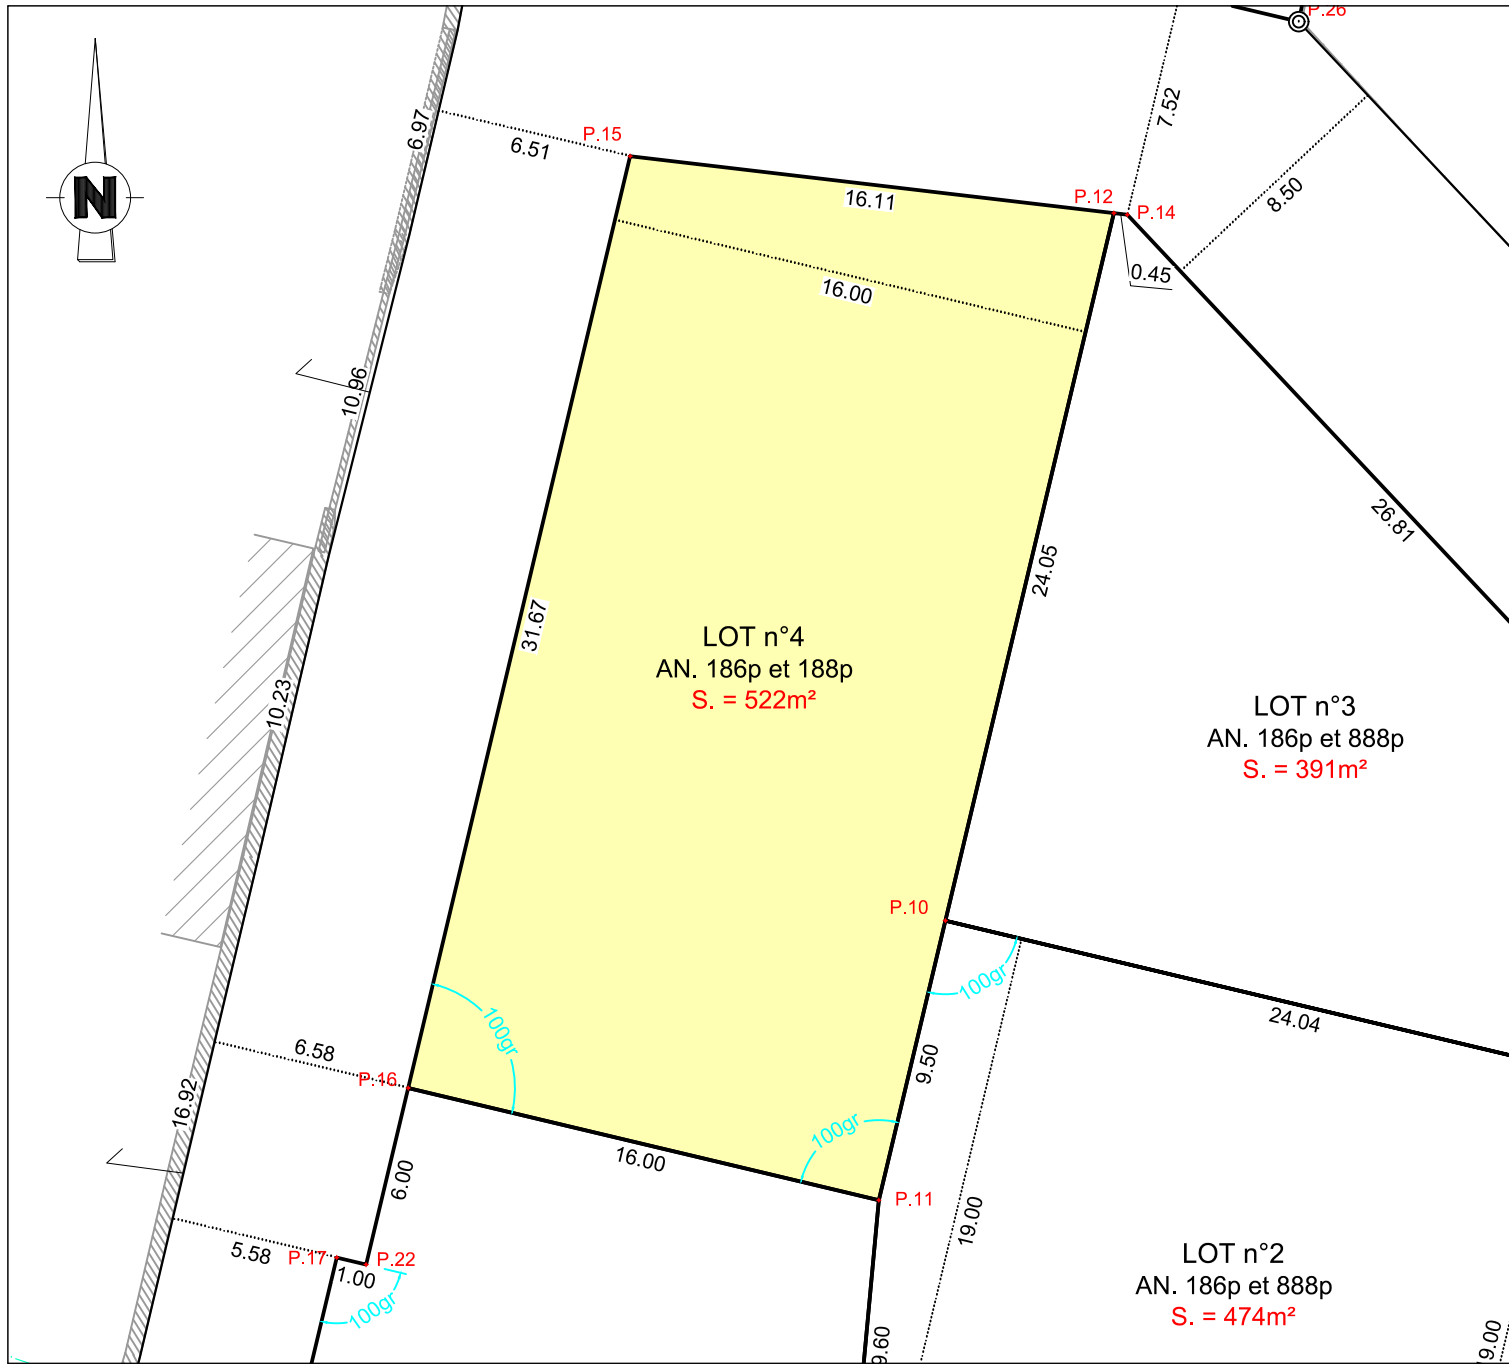 P.26
7.52
6.97
P.15
6.51
8.50
16.11
P.12
P.14
N
0.45
16.00
10.96
26.81
24.05
31.67
LOT n°4
AN. 186p et 188p
S. = 522m²
10.23
LOT n°3
AN. 186p et 888p
S. = 391m²
P.10
100gr
100gr
24.04
6.58
P.16
9.50
16.92
100gr
16.00
6.00
P.11
19.00
5.58
P.17
P.22
1.00
100gr
LOT n°2
AN. 186p et 888p
S. = 474m²
9.60
9.00